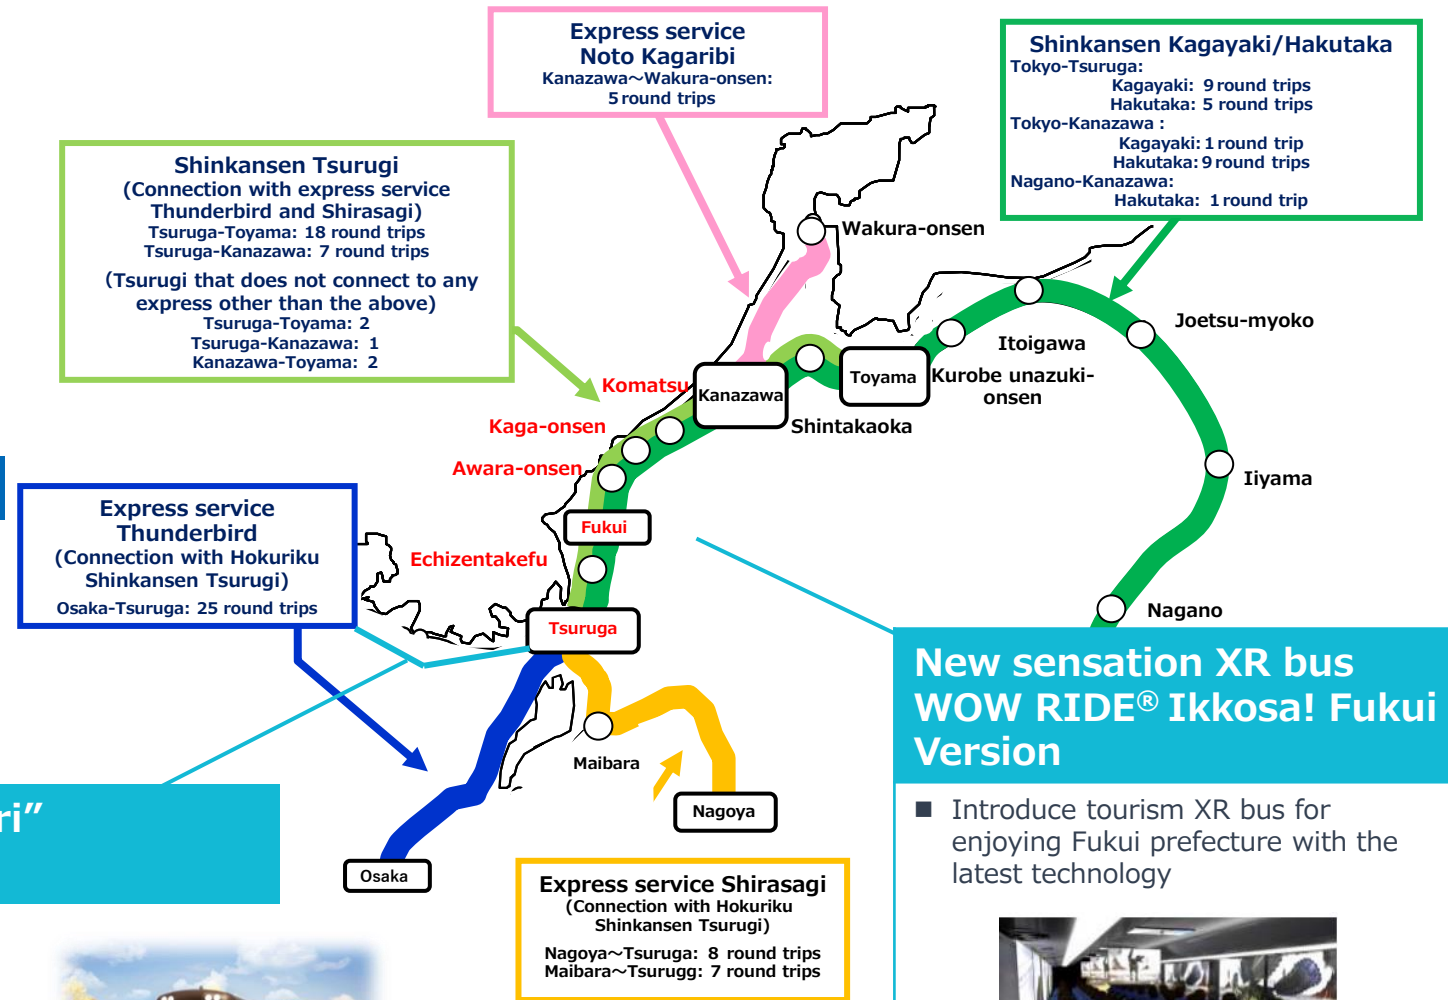 Express service
Noto Kagaribi
Kanazawa～Wakura-onsen:
5 round trips
Shinkansen Kagayaki/Hakutaka
Tokyo-Tsuruga:
Kagayaki: 9 round trips
Hakutaka: 5 round trips
Tokyo-Kanazawa :
Kagayaki: 1 round trip
Hakutaka: 9 round trips
Nagano-Kanazawa:
Hakutaka: 1 round trip
Shinkansen Tsurugi
(Connection with express service
Thunderbird and Shirasagi)
Tsuruga-Toyama: 18 round trips
Tsuruga-Kanazawa: 7 round trips
(Tsurugi that does not connect to any
express other than the above)
Tsuruga-Toyama: 2
Tsuruga-Kanazawa: 1
Kanazawa-Toyama: 2
Wakura-onsen
Joetsu-myoko
Itoigawa
Kurobe unazuki-
onsen
Toyama
Komatsu
Kanazawa
Shintakaoka
Kaga-onsen
Awara-onsen
Iiyama
Fukui
Echizentakefu
Tsuruga
Nagano
Express service
Thunderbird
(Connection with Hokuriku
Shinkansen Tsurugi)
Osaka-Tsuruga: 25 round trips
Maibara
Nagoya
Osaka
ri”
Express service Shirasagi
(Connection with Hokuriku
Shinkansen Tsurugi)
Nagoya～Tsuruga: 8 round trips
Maibara～Tsurugg: 7 round trips
New sensation XR bus
WOW RIDE® Ikkosa! Fukui
Version
■ Introduce tourism XR bus for
enjoying Fukui prefecture with the
latest technology